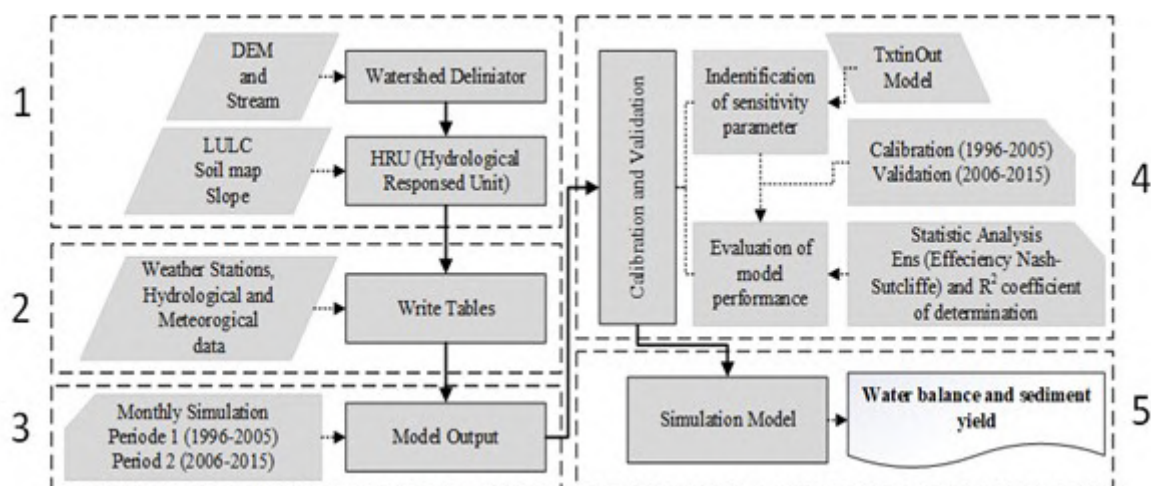 1
DEM
and
Stream
Watershed Deliniator
LULC
Soil map
Slope
HRU (Hydrological
Responsed Unit)
2
Weather Stations,
Hydrological and
Meteorogical
data
Write Tables
3
Monthly Simulation
Periode 1 (1996-2005)
Period 2 (2006-2015)
Model Output
Calibration and Validation
Indentification
of sensitivity
parameter
TxtinOut
Model
Calibration (1996-2005)
Validation (2006-2015)
4
Evaluation of
model
performance
Statistic Analysis
Ens (Effeciency Nash-
Sutcliffe) and R² coefficient
of determination
Simulation Model
Water balance and sediment
yield
5